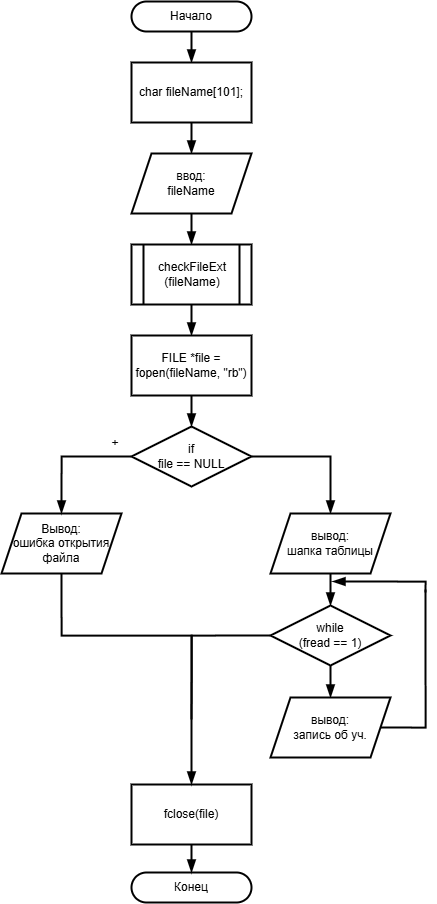 Начало
char fileName[101];
ввод:
fileName
checkFileExt
(fileName)
FILE *file =
fopen(fileName, "rb")
if
file == NULL
+
Вывод:
ошибка открытия
файла
вывод:
шапка таблицы
while
(fread == 1)
вывод:
запись об уч.
fclose(file)
Конец